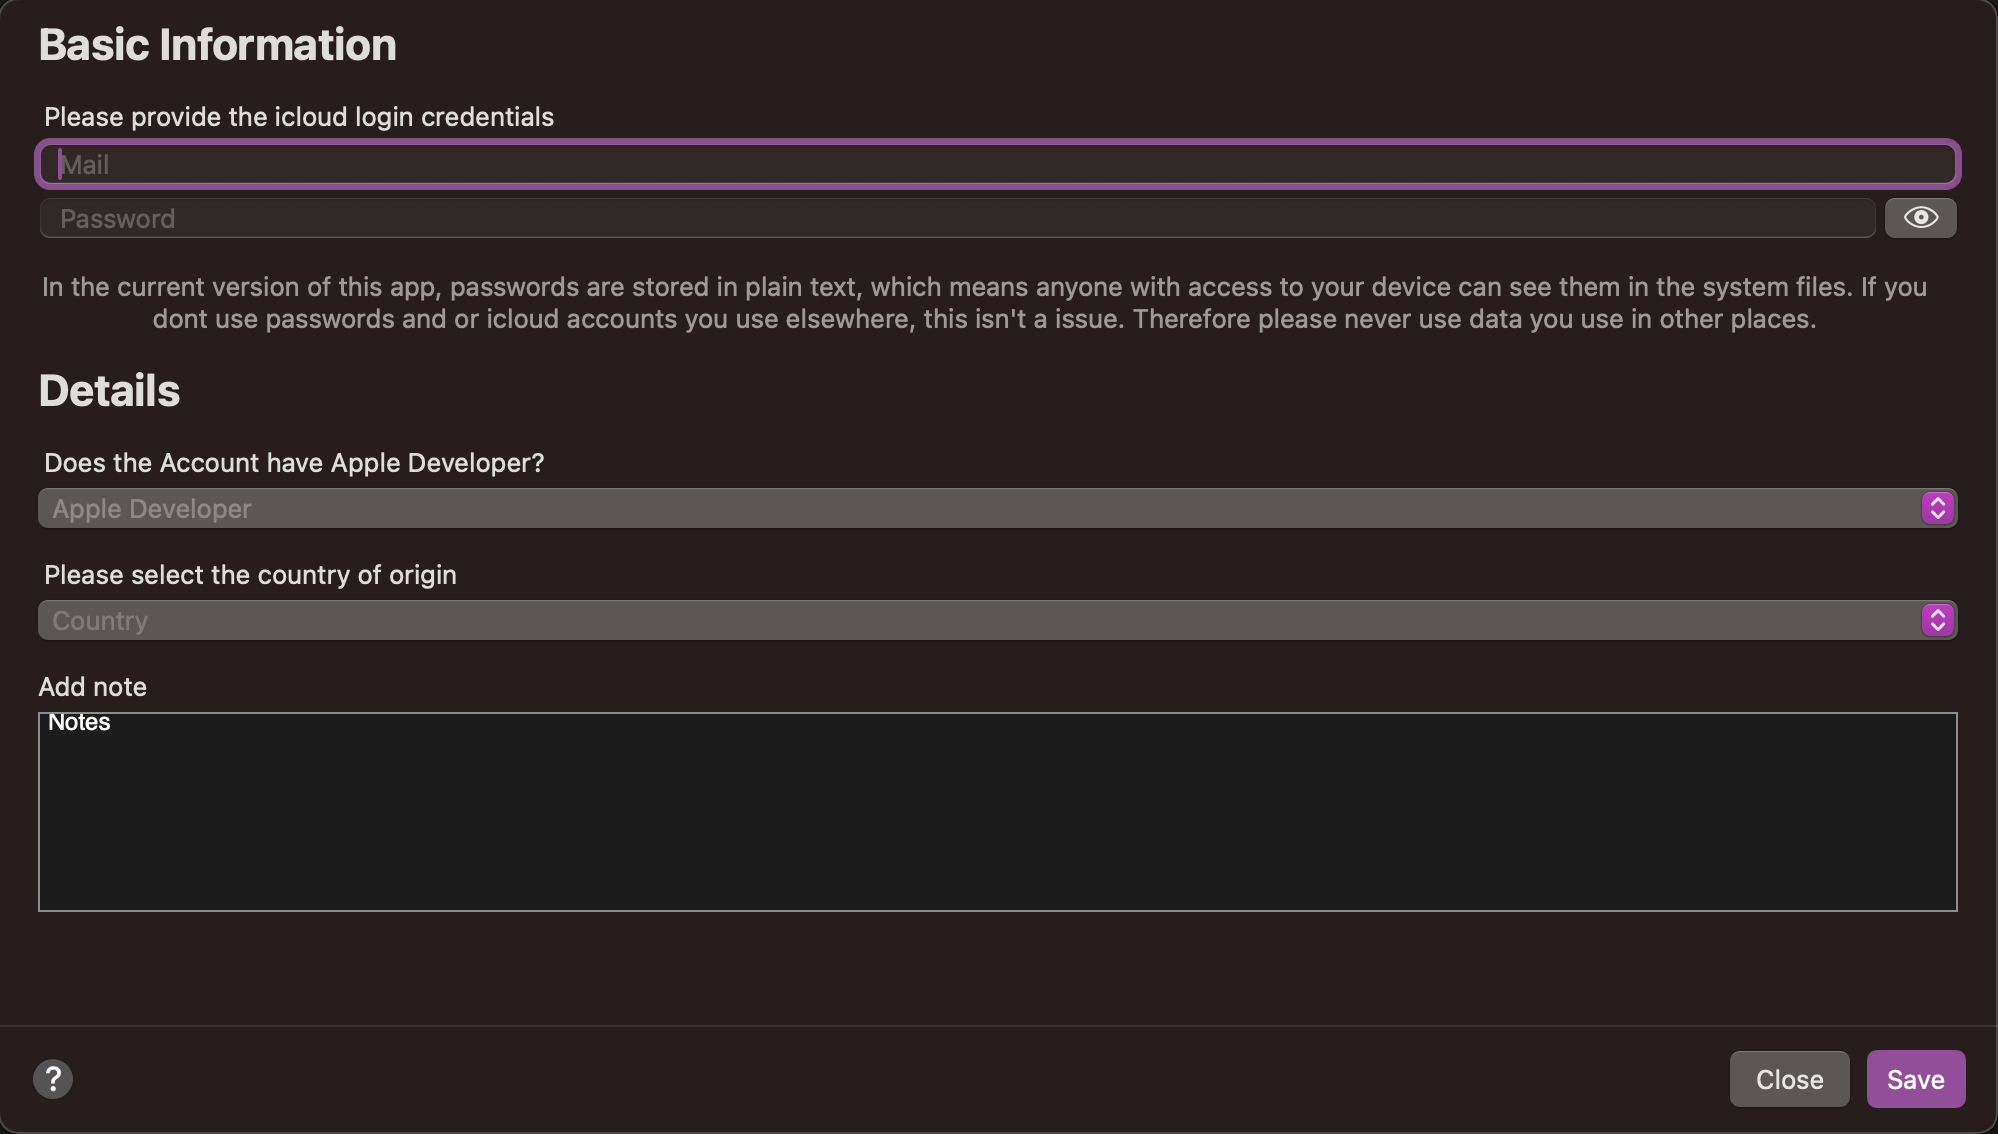 Basic Information
Please provide the icloud login credentials
Mail
Password
In the current version of this app, passwords are stored in plain text, which means anyone with access to your device can see them in the system files. If you
dont use passwords and or icloud accounts you use elsewhere, this isn't a issue. Therefore please never use data you use in other places.
Details
Does the Account have Apple Developer?
Apple Developer
Please select the country of origin
Country
Add note
Notes
?
Close
Save